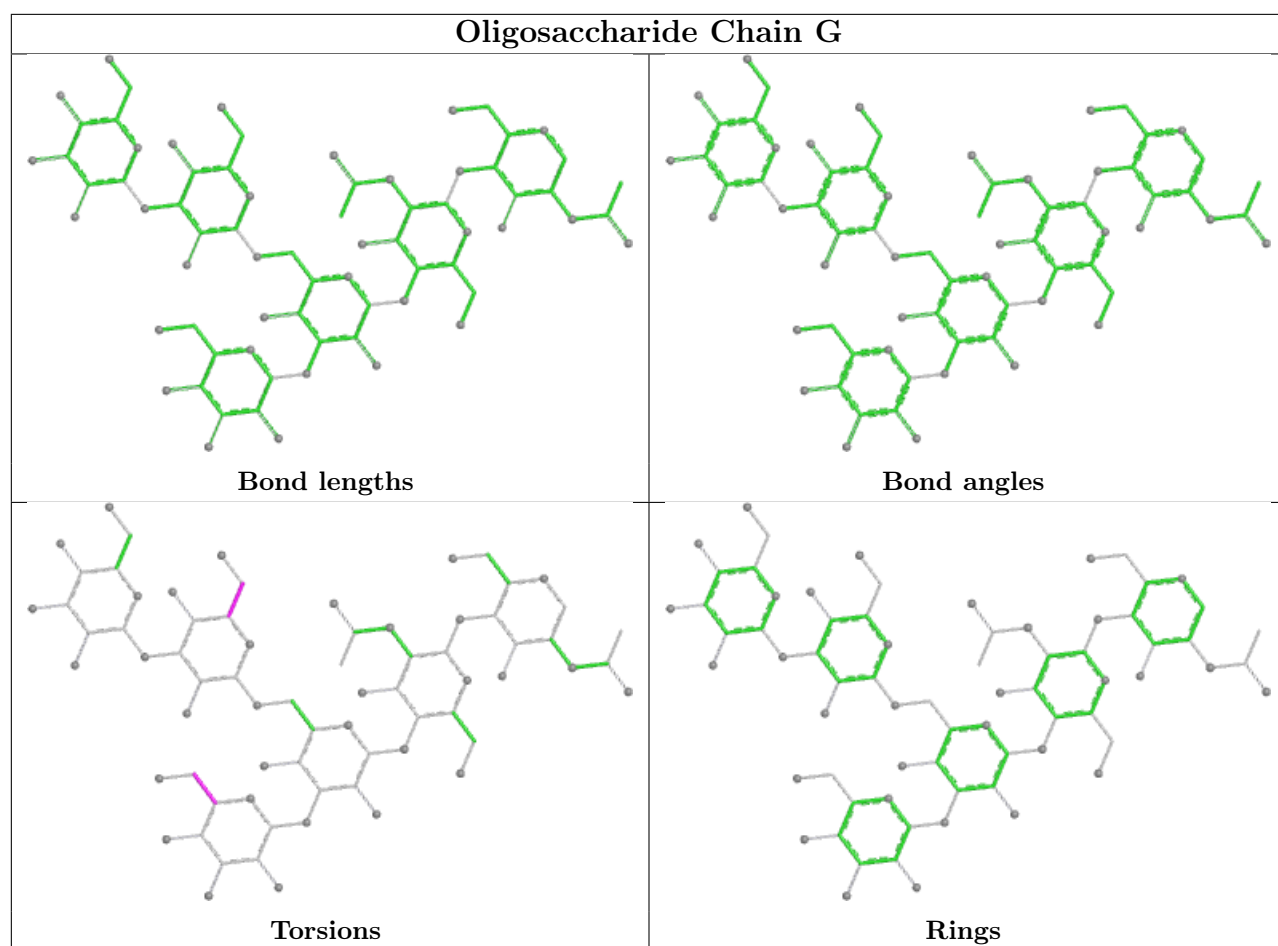 Oligosaccharide Chain G
Bond lengths
Bond angles
Torsions
Rings